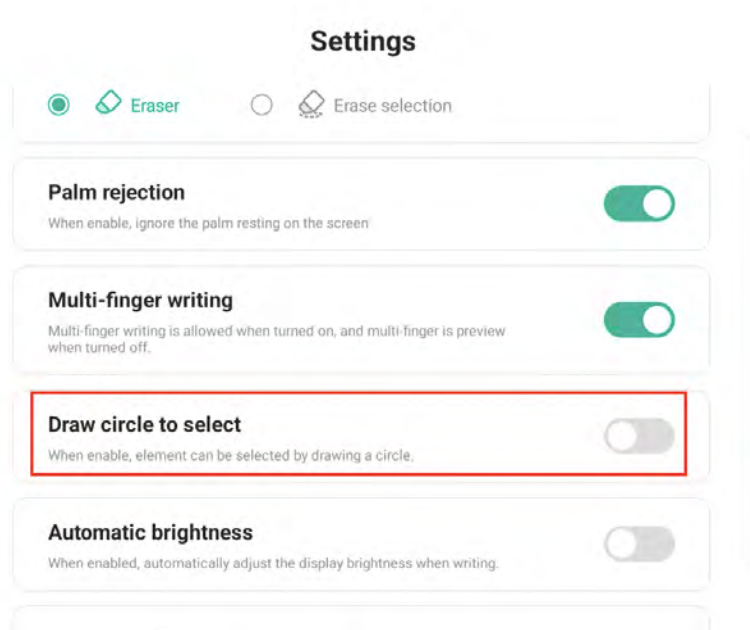 Settings
Eraser Erase selection
Palm rejection
When enable, ignore the palm resting on the screen
Multi-finger writing
Multi-finger writing is allowed when turned on, and multi-finger is preview
when turned off.
Draw circle to select
When enable, element can be selected by drawing a circle.
Automatic brightness
When enabled, automatically adjust the display brightness when writing.